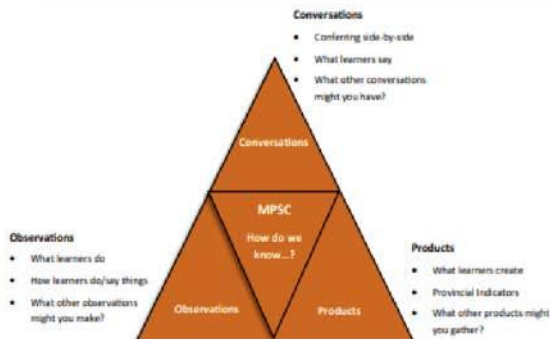 Conversations
• Conferring side-by-side
• What learners say
• What other conversations
might you have?
Conversations
MPSC
How do we
know...?
Observations
• What learners do
• How learners do/say things
• What other observations
might you make?
Observations
Products
Products
• What learners create
• Provincial Indicators
• What other products might
you gather?